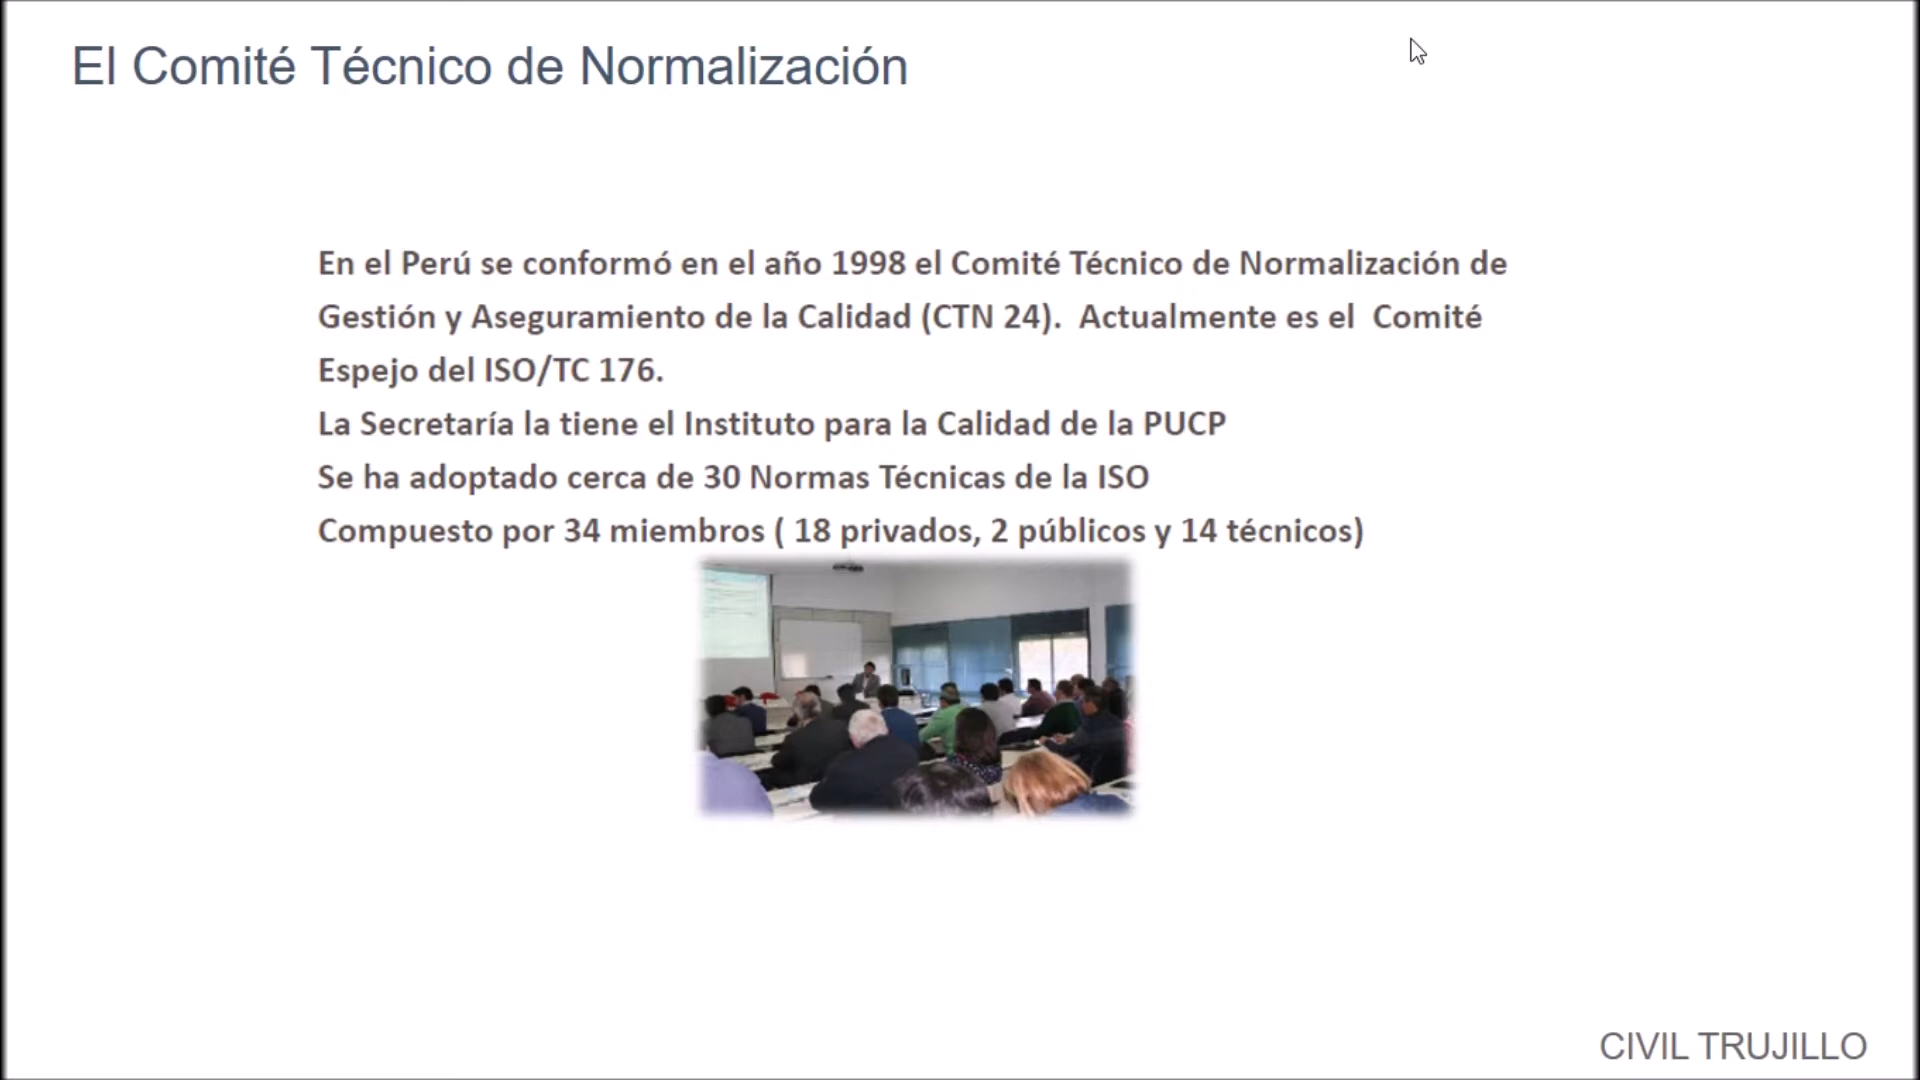 El Comité Técnico de Normalización
En el Perú se conformó en el año 1998 el Comité Técnico de Normalización de
Gestión y Aseguramiento de la Calidad (CTN 24).  Actualmente es el  Comité
Espejo del ISO/TC 176.
La Secretaría la tiene el Instituto para la Calidad de la PUCP
Se ha adoptado cerca de 30 Normas Técnicas de la ISO
Compuesto por 34 miembros ( 18 privados, 2 públicos y 14 técnicos)
CIVIL TRUJILLO